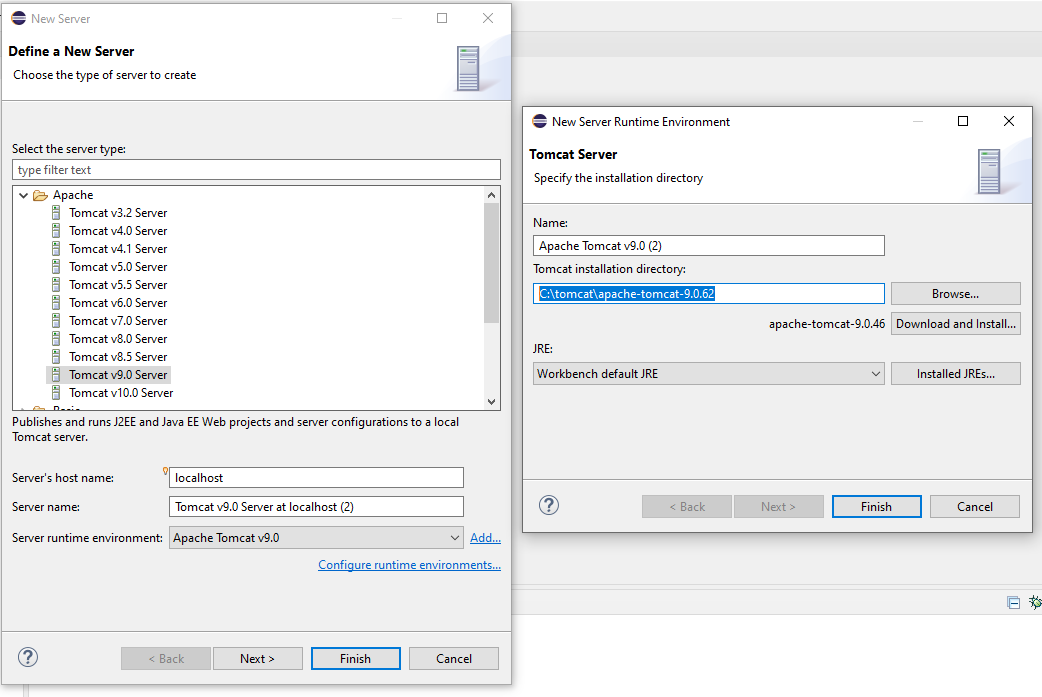 New Server
Define a New Server
Choose the type of server to create
Select the server type:
type filter text
Apache
Tomcat v3.2 Server
Tomcat v4.0 Server
Tomcat v4.1 Server
Tomcat v5.0 Server
Tomcat v5.5 Server
Tomcat v6.0 Server
Tomcat v7.0 Server
Tomcat v8.0 Server
Tomcat v8.5 Server
Tomcat v9.0 Server
Tomcat v10.0 Server
Publishes and runs J2EE and Java EE Web projects and server configurations to a local
Tomcat server.
Server's host name: localhost
Server name: Tomcat v9.0 Server at localhost (2)
Server runtime environment: Apache Tomcat v9.0 Add...
Configure runtime environments...
? < Back Next > Finish Cancel
New Server Runtime Environment
Tomcat Server
Specify the installation directory
Name:
Apache Tomcat v9.0 (2)
Tomcat installation directory:
C:\tomcat\apache-tomcat-9.0.62 Browse...
apache-tomcat-9.0.46 Download and Install...
JRE:
Workbench default JRE Installed JREs...
? < Back Next > Finish Cancel